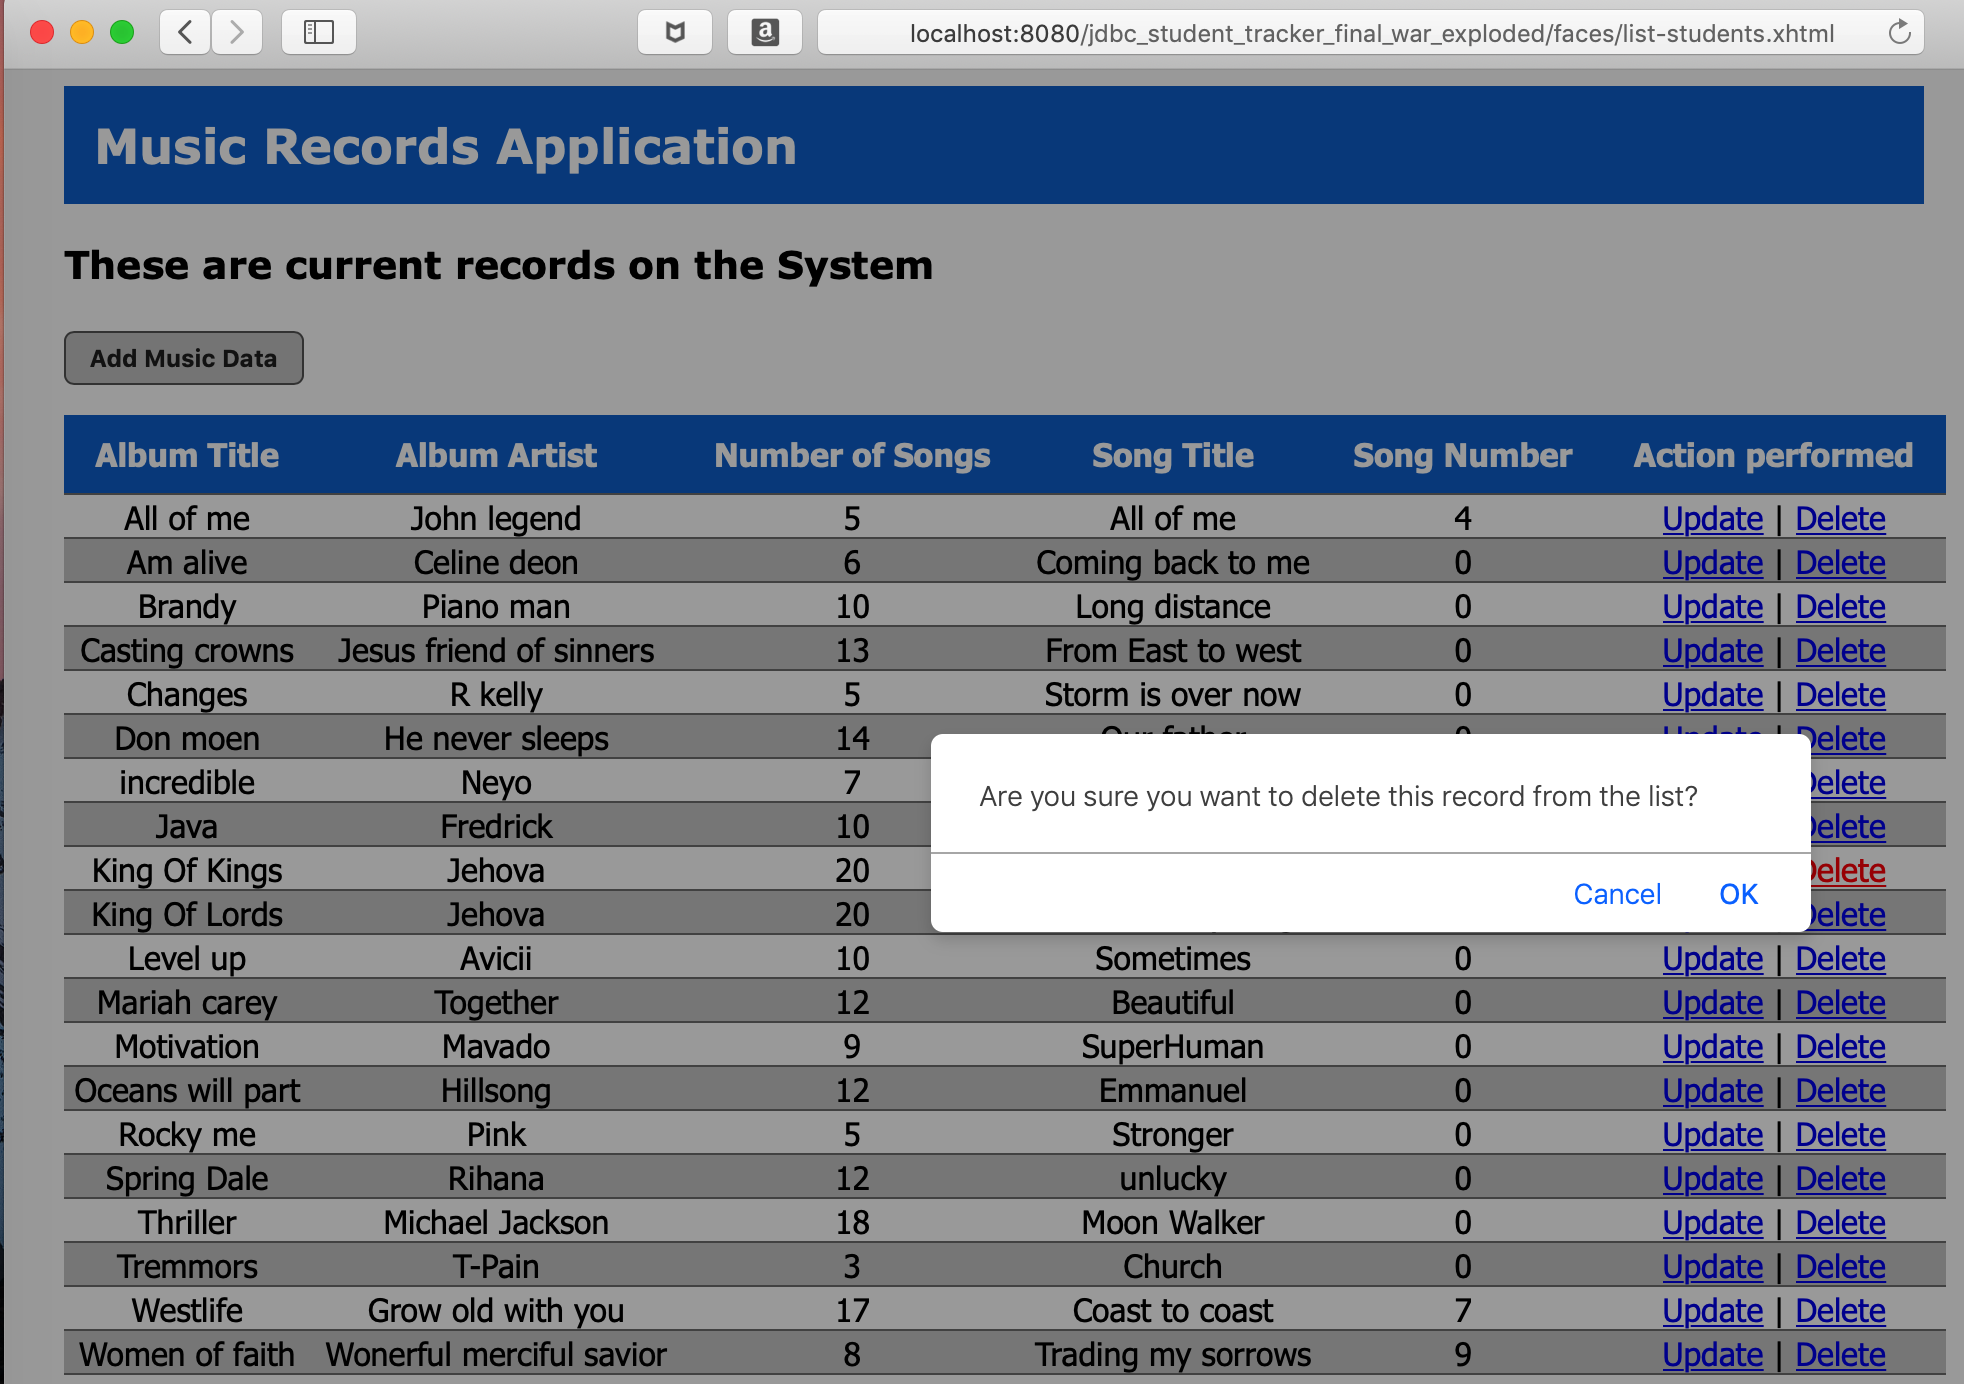 localhost:8080/jdbc_student_tracker_final_war_exploded/faces/list-students.xhtml
Music Records Application
These are current records on the System
Add Music Data
Album Title Album Artist Number of Songs Song Title Song Number Action performed
All of me John legend 5 All of me 4 Update | Delete
Am alive Celine deon 6 Coming back to me 0 Update | Delete
Brandy Piano man 10 Long distance 0 Update | Delete
Casting crowns Jesus friend of sinners 13 From East to west 0 Update | Delete
Changes R kelly 5 Storm is over now 0 Update | Delete
Don moen He never sleeps 14 Our father 0 Update | Delete
incredible Neyo 7 Delete
Java Fredrick 10 Delete
King Of Kings Jehova 20 Delete
King Of Lords Jehova 20 Delete
Are you sure you want to delete this record from the list?
Cancel OK
Level up Avicii 10 Sometimes 0 Update | Delete
Mariah carey Together 12 Beautiful 0 Update | Delete
Motivation Mavado 9 SuperHuman 0 Update | Delete
Oceans will part Hillsong 12 Emmanuel 0 Update | Delete
Rocky me Pink 5 Stronger 0 Update | Delete
Spring Dale Rihana 12 unlucky 0 Update | Delete
Thriller Michael Jackson 18 Moon Walker 0 Update | Delete
Tremmors T-Pain 3 Church 0 Update | Delete
Westlife Grow old with you 17 Coast to coast 7 Update | Delete
Women of faith Wonerful merciful savior 8 Trading my sorrows 9 Update | Delete